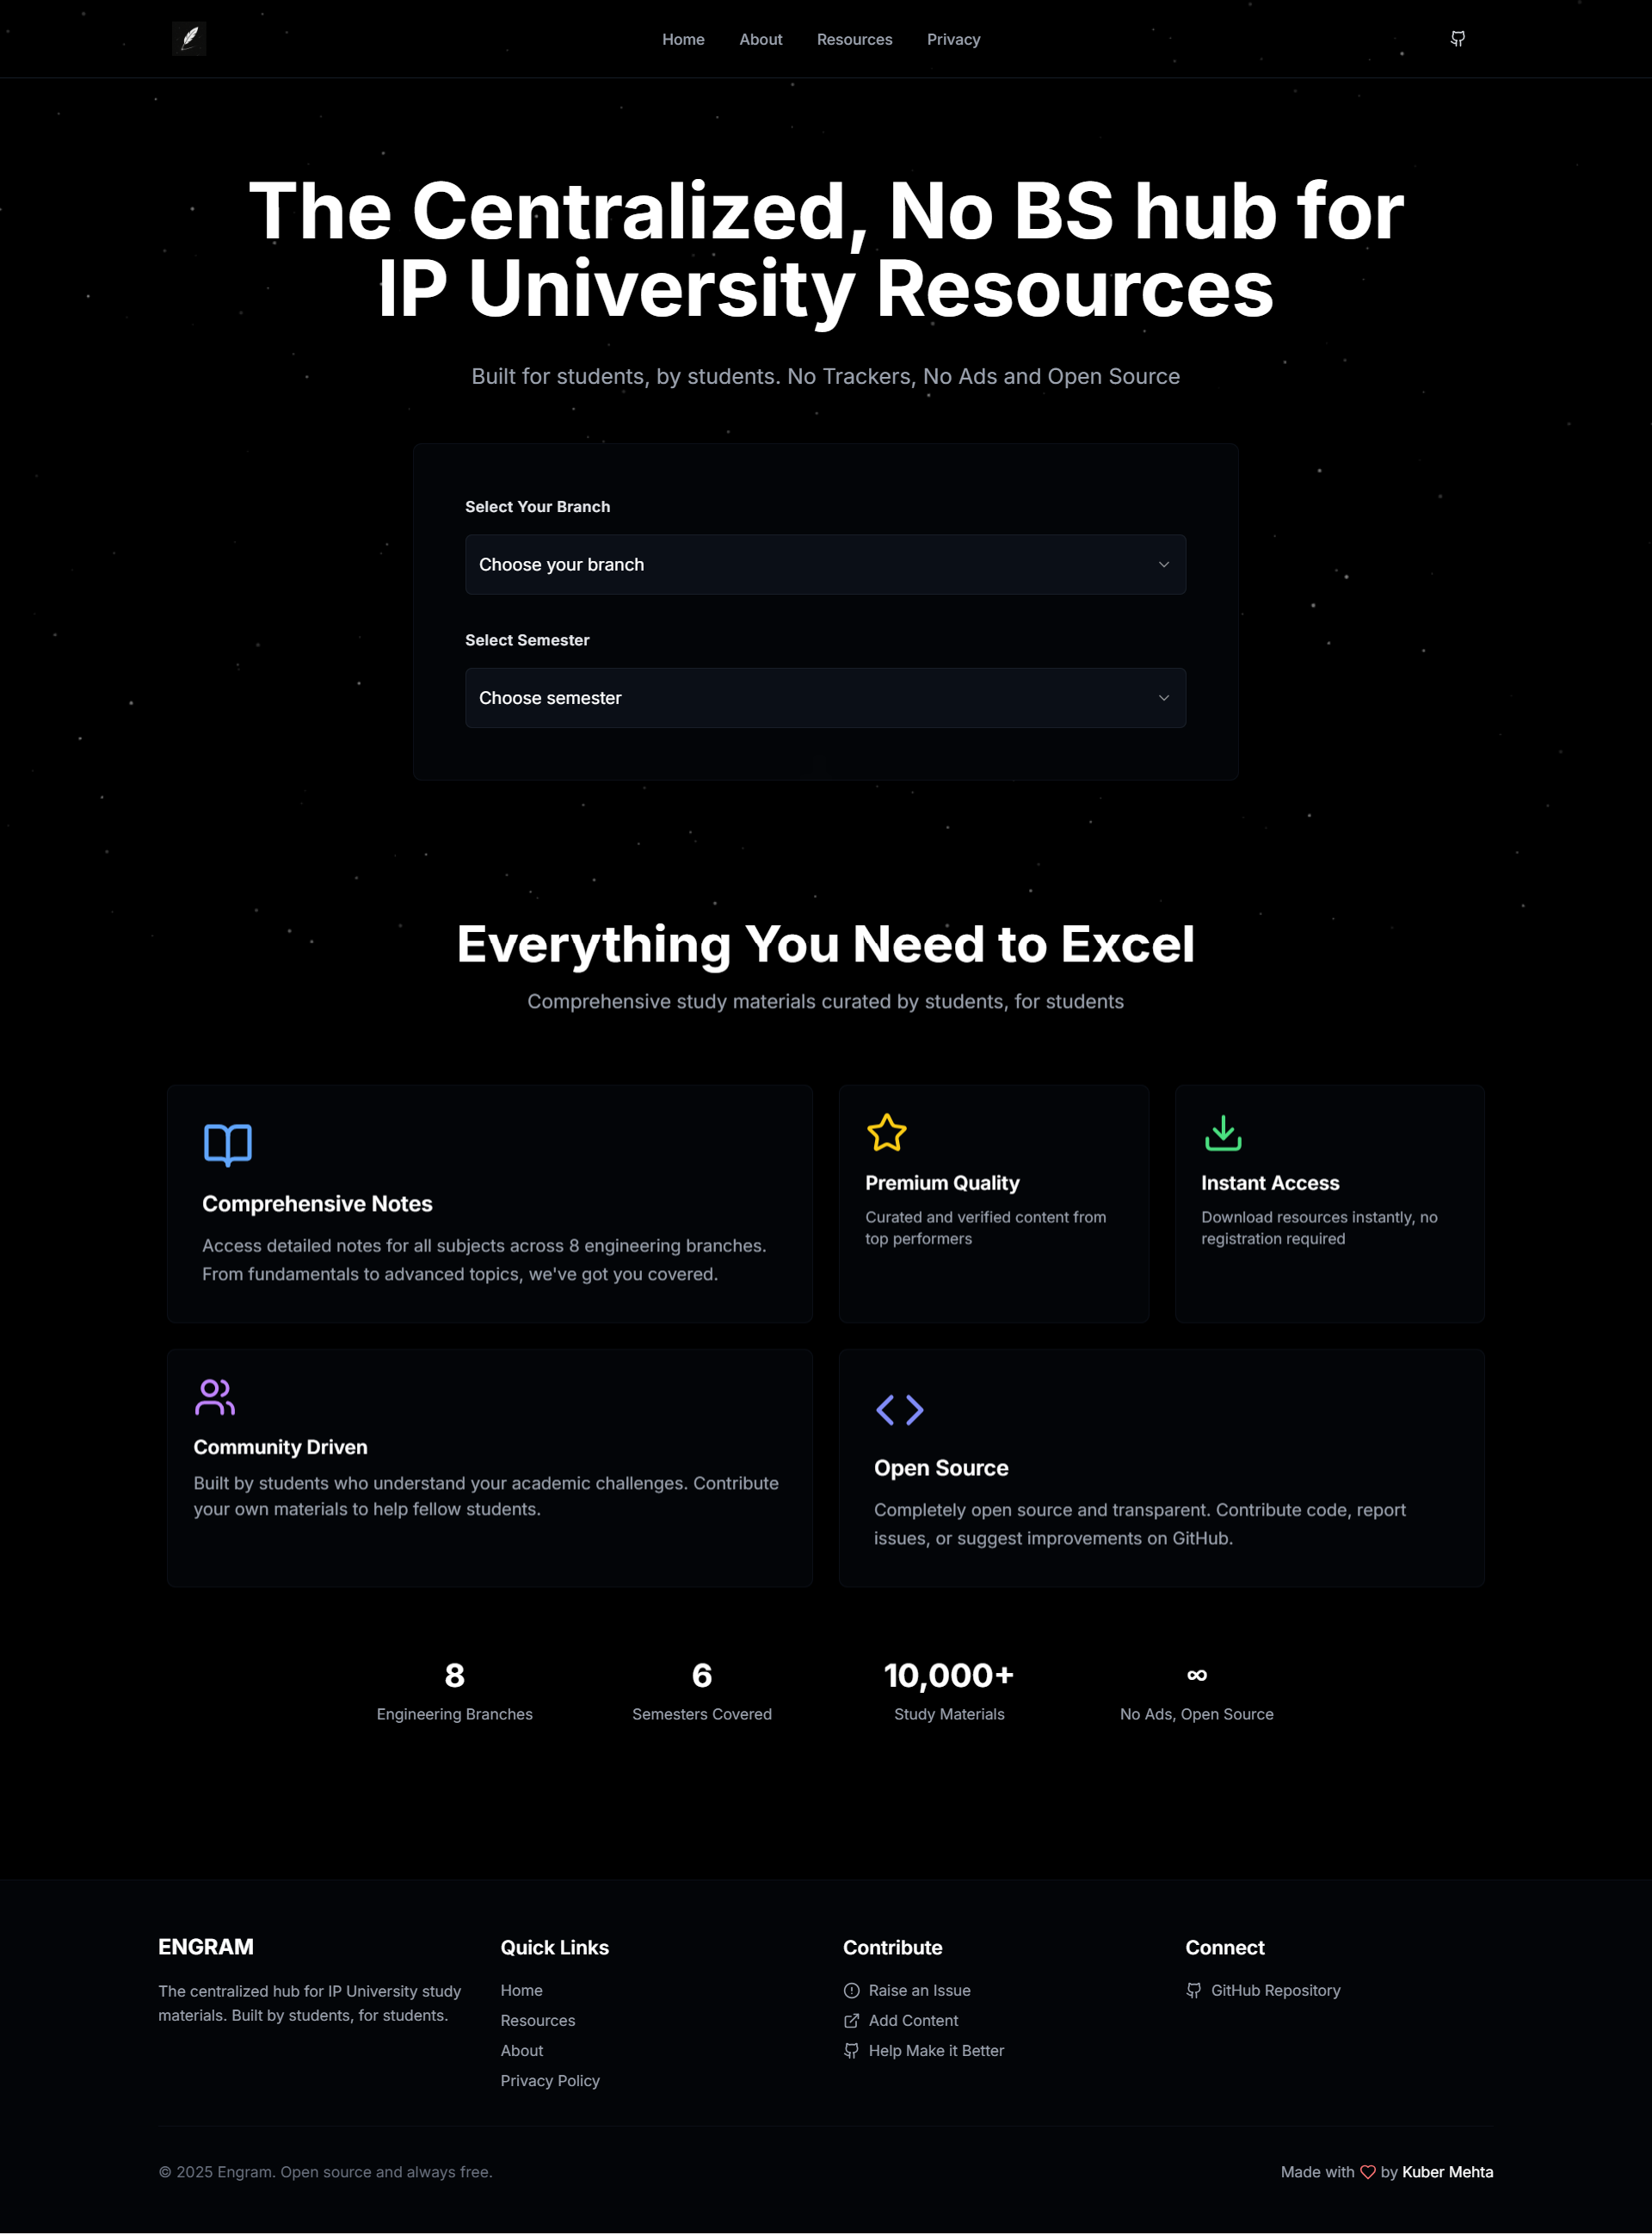 Home About Resources Privacy
The Centralized, No BS hub for
IP University Resources
Built for students, by students. No Trackers, No Ads and Open Source
Select Your Branch
Choose your branch
Select Semester
Choose semester
Everything You Need to Excel
Comprehensive study materials curated by students, for students
Comprehensive Notes
Access detailed notes for all subjects across 8 engineering branches.
From fundamentals to advanced topics, we've got you covered.
Premium Quality
Curated and verified content from
top performers
Instant Access
Download resources instantly, no
registration required
Community Driven
Built by students who understand your academic challenges. Contribute
your own materials to help fellow students.
Open Source
Completely open source and transparent. Contribute code, report
issues, or suggest improvements on GitHub.
8
Engineering Branches
6
Semesters Covered
10,000+
Study Materials
∞
No Ads, Open Source
ENGRAM
The centralized hub for IP University study
materials. Built by students, for students.
Quick Links
Home
Resources
About
Privacy Policy
Contribute
Raise an Issue
Add Content
Help Make it Better
Connect
GitHub Repository
© 2025 Engram. Open source and always free.
Made with ♡ by Kuber Mehta